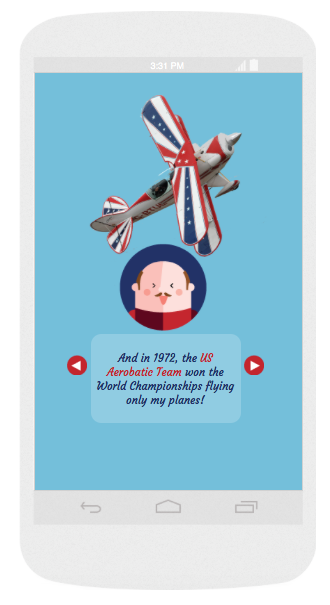 3:31 PM
And in 1972, the US
Aerobatic Team won the
World Championships flying
only my planes!